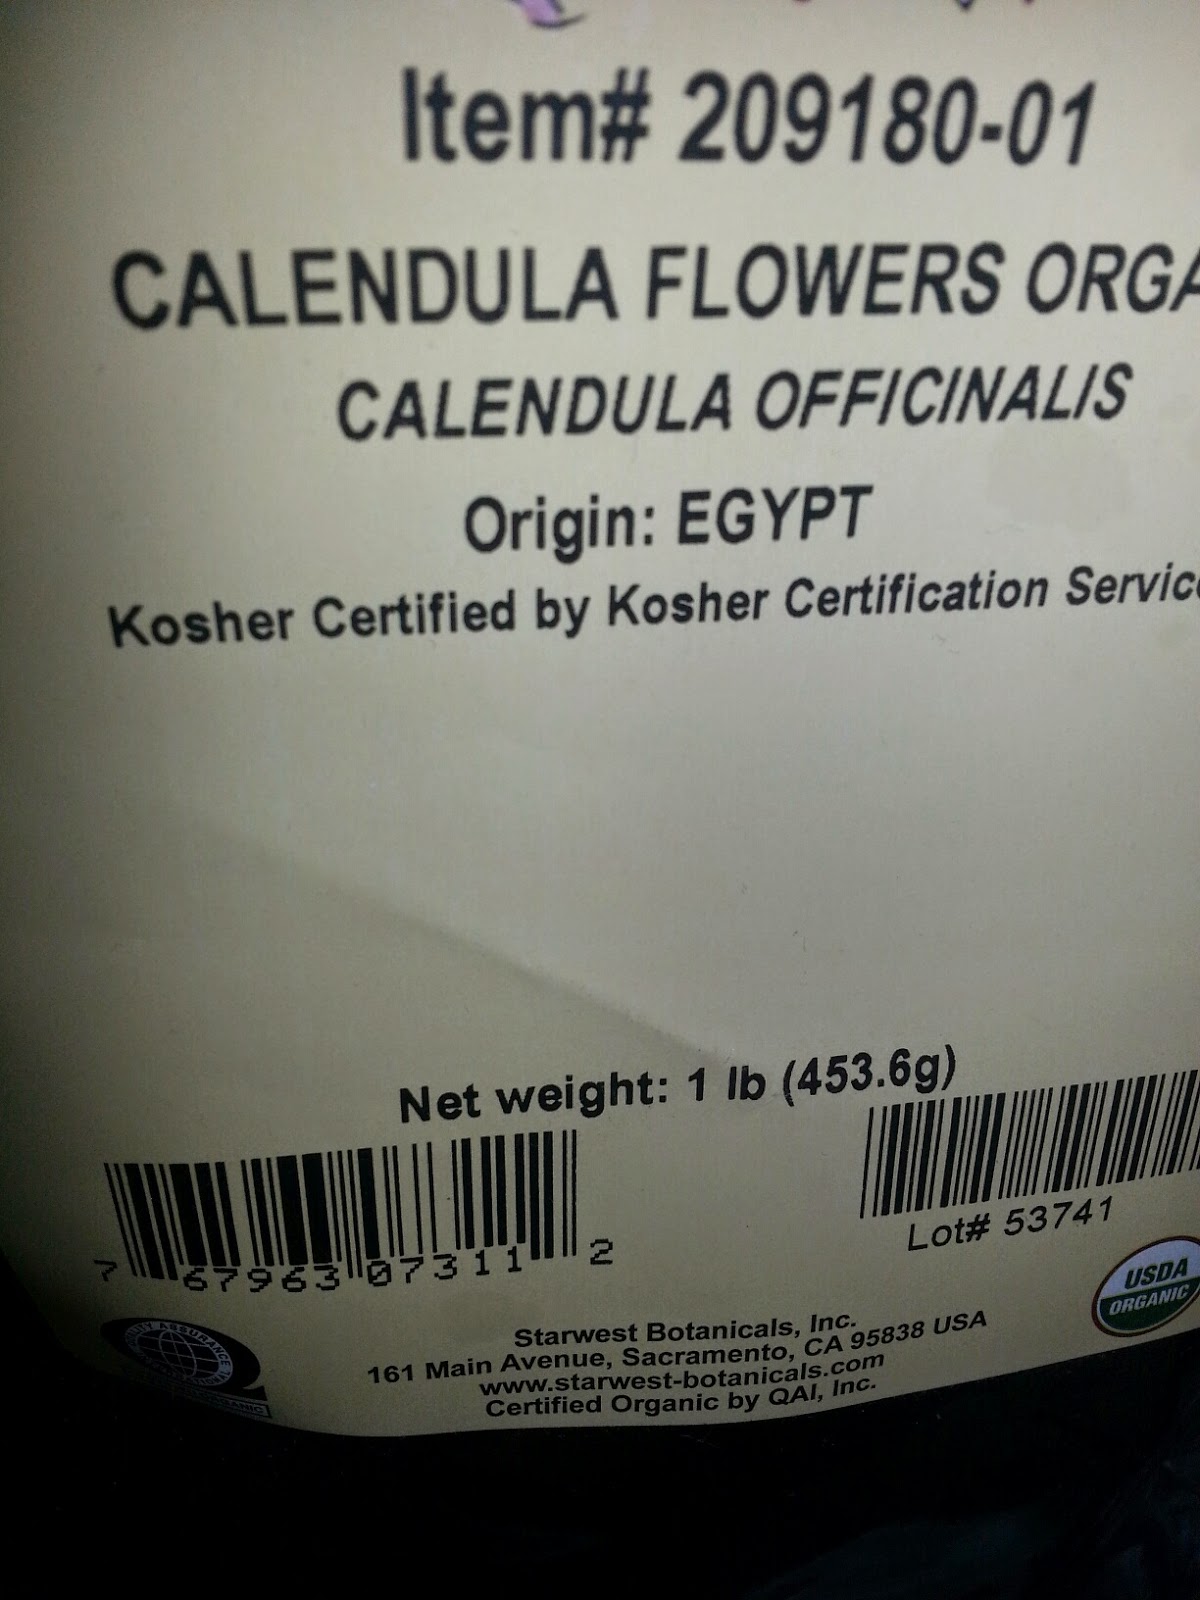 Item# 209180-01
CALENDULA FLOWERS ORGA
CALENDULA OFFICINALIS
Origin: EGYPT
Kosher Certified by Kosher Certification Service
Net weight: 1 lb (453.6g)
7 67963 07311 2
Lot# 53741
USDA
ORGANIC
ASSURANCE
Starwest Botanicals, Inc.
161 Main Avenue, Sacramento, CA 95838 USA
www.starwest-botanicals.com
Certified Organic by QAI, Inc.